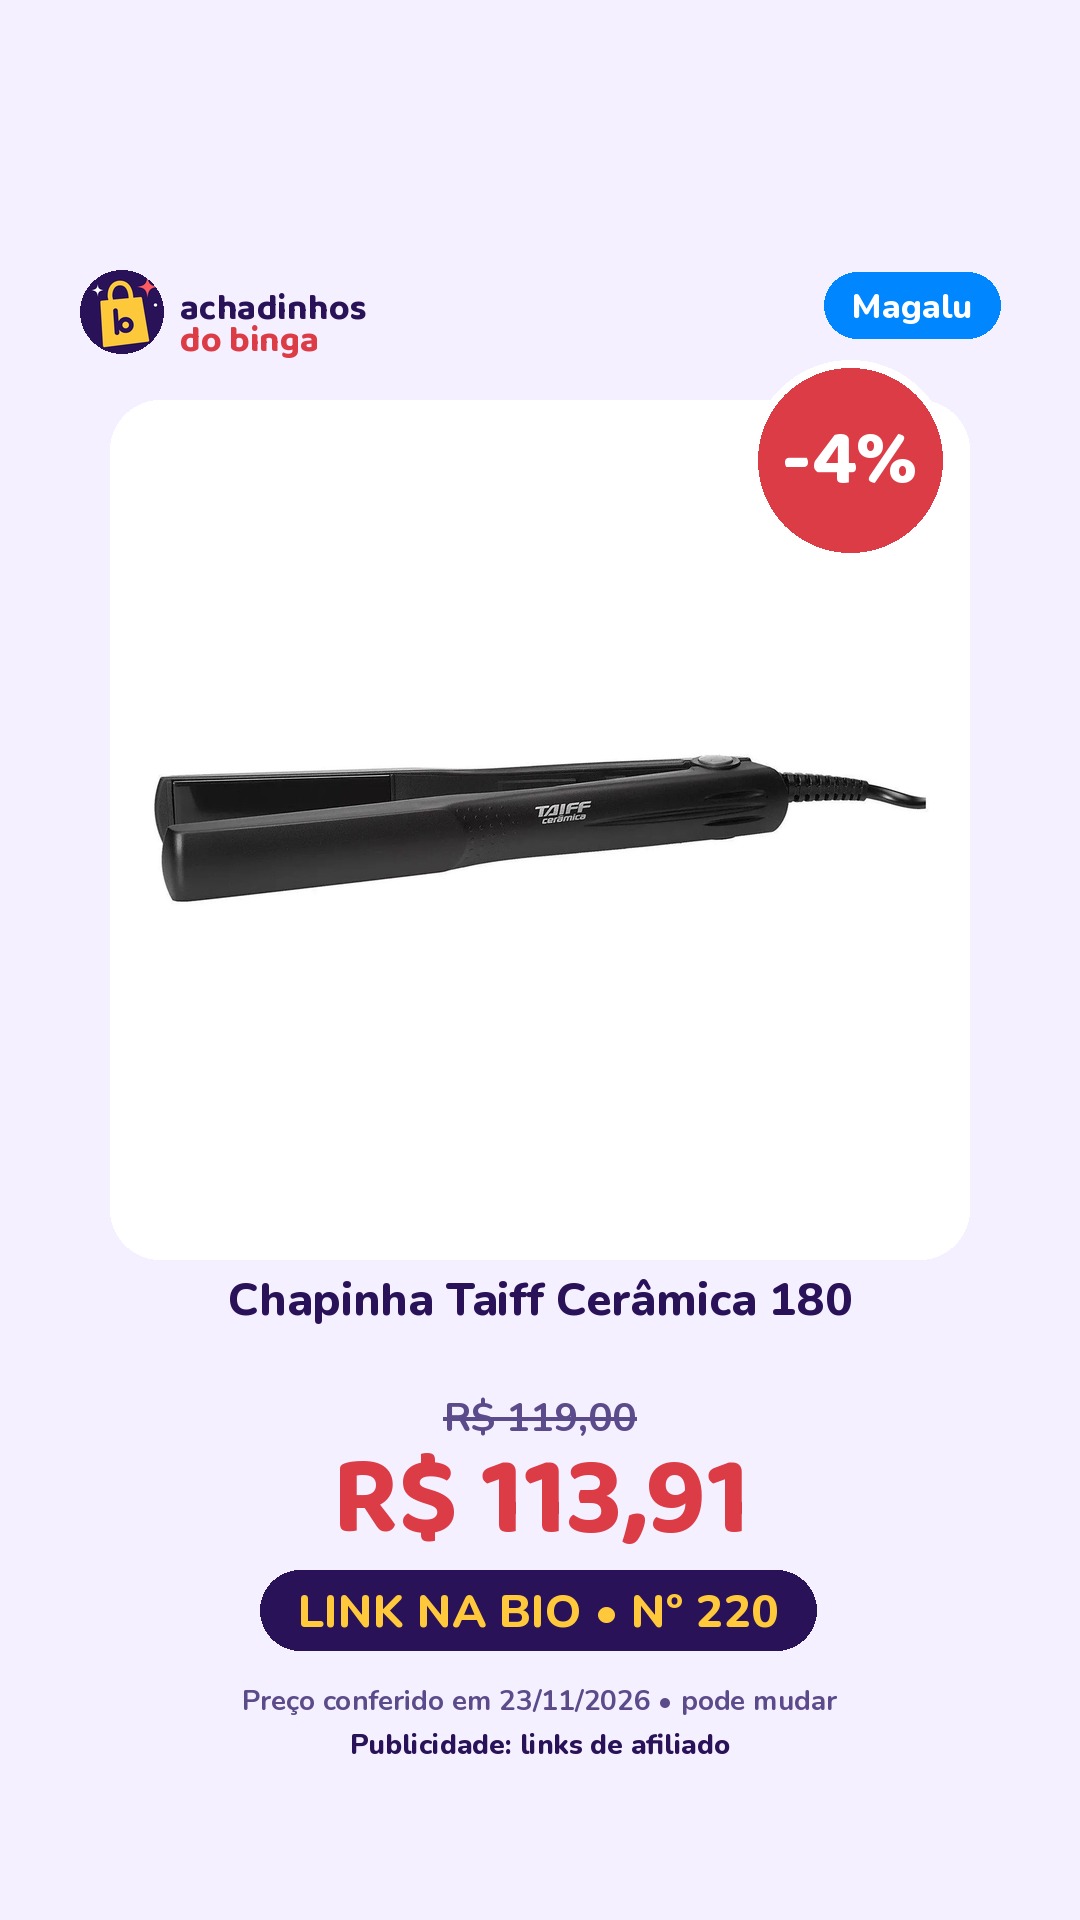 b
achadinhos
do binga
Magalu
-4%
TAIFF
cerâmica
Chapinha Taiff Cerâmica 180
R$ 119,00
R$ 113,91
LINK NA BIO • Nº 220
Preço conferido em 23/11/2026 • pode mudar
Publicidade: links de afiliado